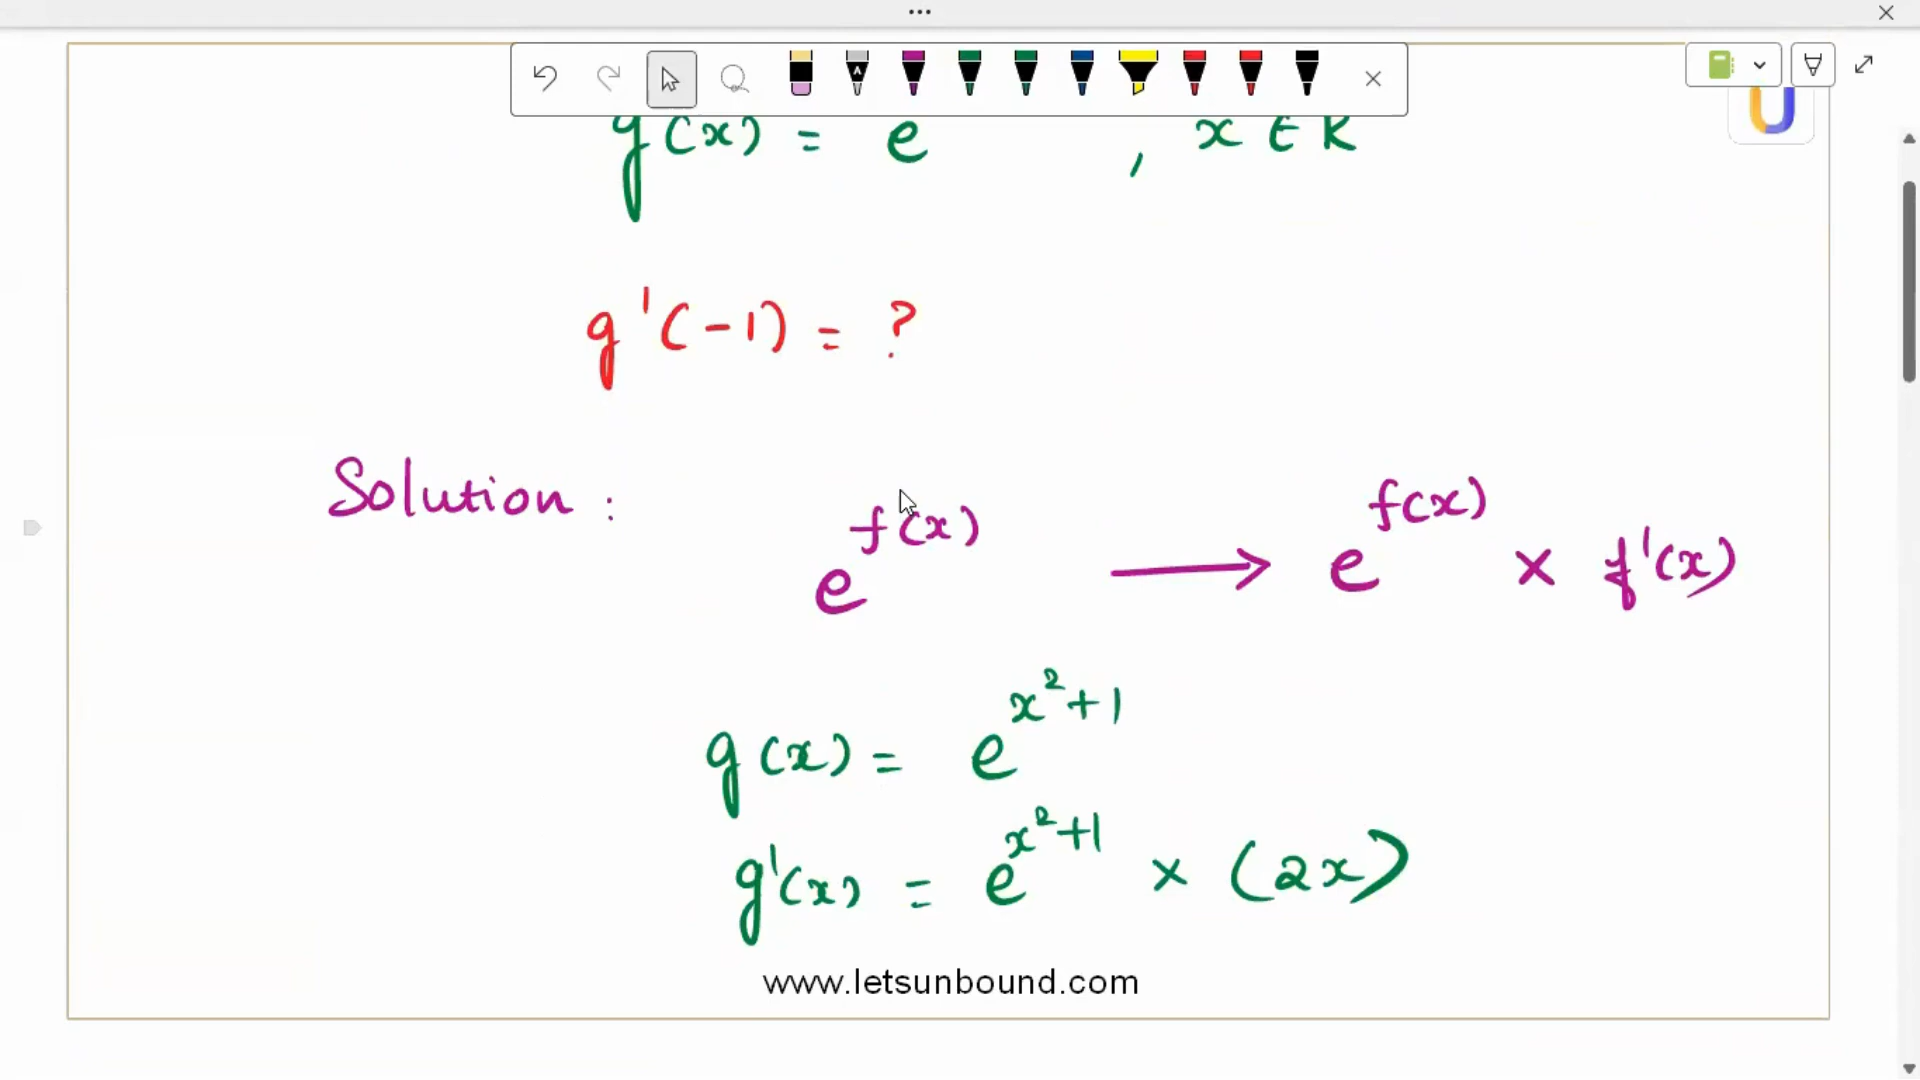 g(x) = e , x ∈ R
g'(-1) = ?
Solution :
e^{f(x)} ⟶ e^{f(x)} × f'(x)
g(x) = e^{x²+1}
g'(x) = e^{x²+1} × (2x)
www.letsunbound.com